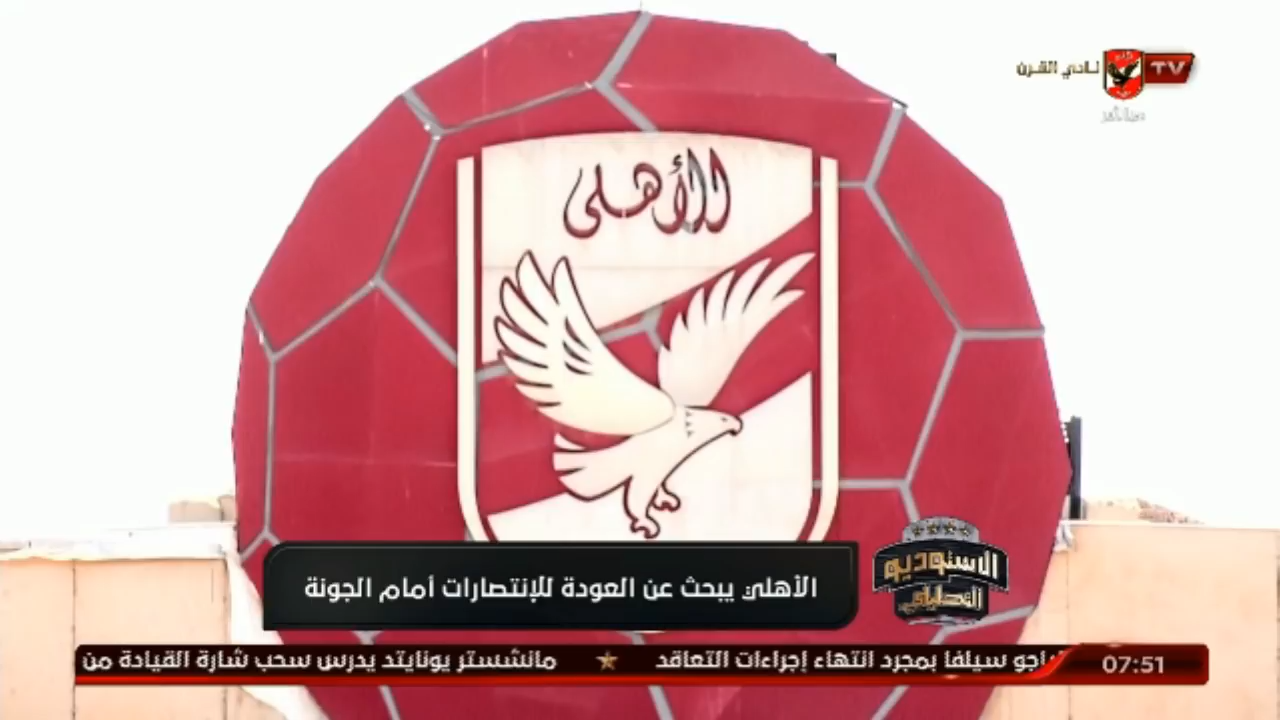 نادي القرن TV
مباشر
الأهلى
الاستوديو
التحليلي
الأهلي يبحث عن العودة للإنتصارات أمام الجونة
سيلفا بمجرد انتهاء إجراءات التعاقد ★ مانشستر يونايتد يدرس سحب شارة القيادة من
07:51